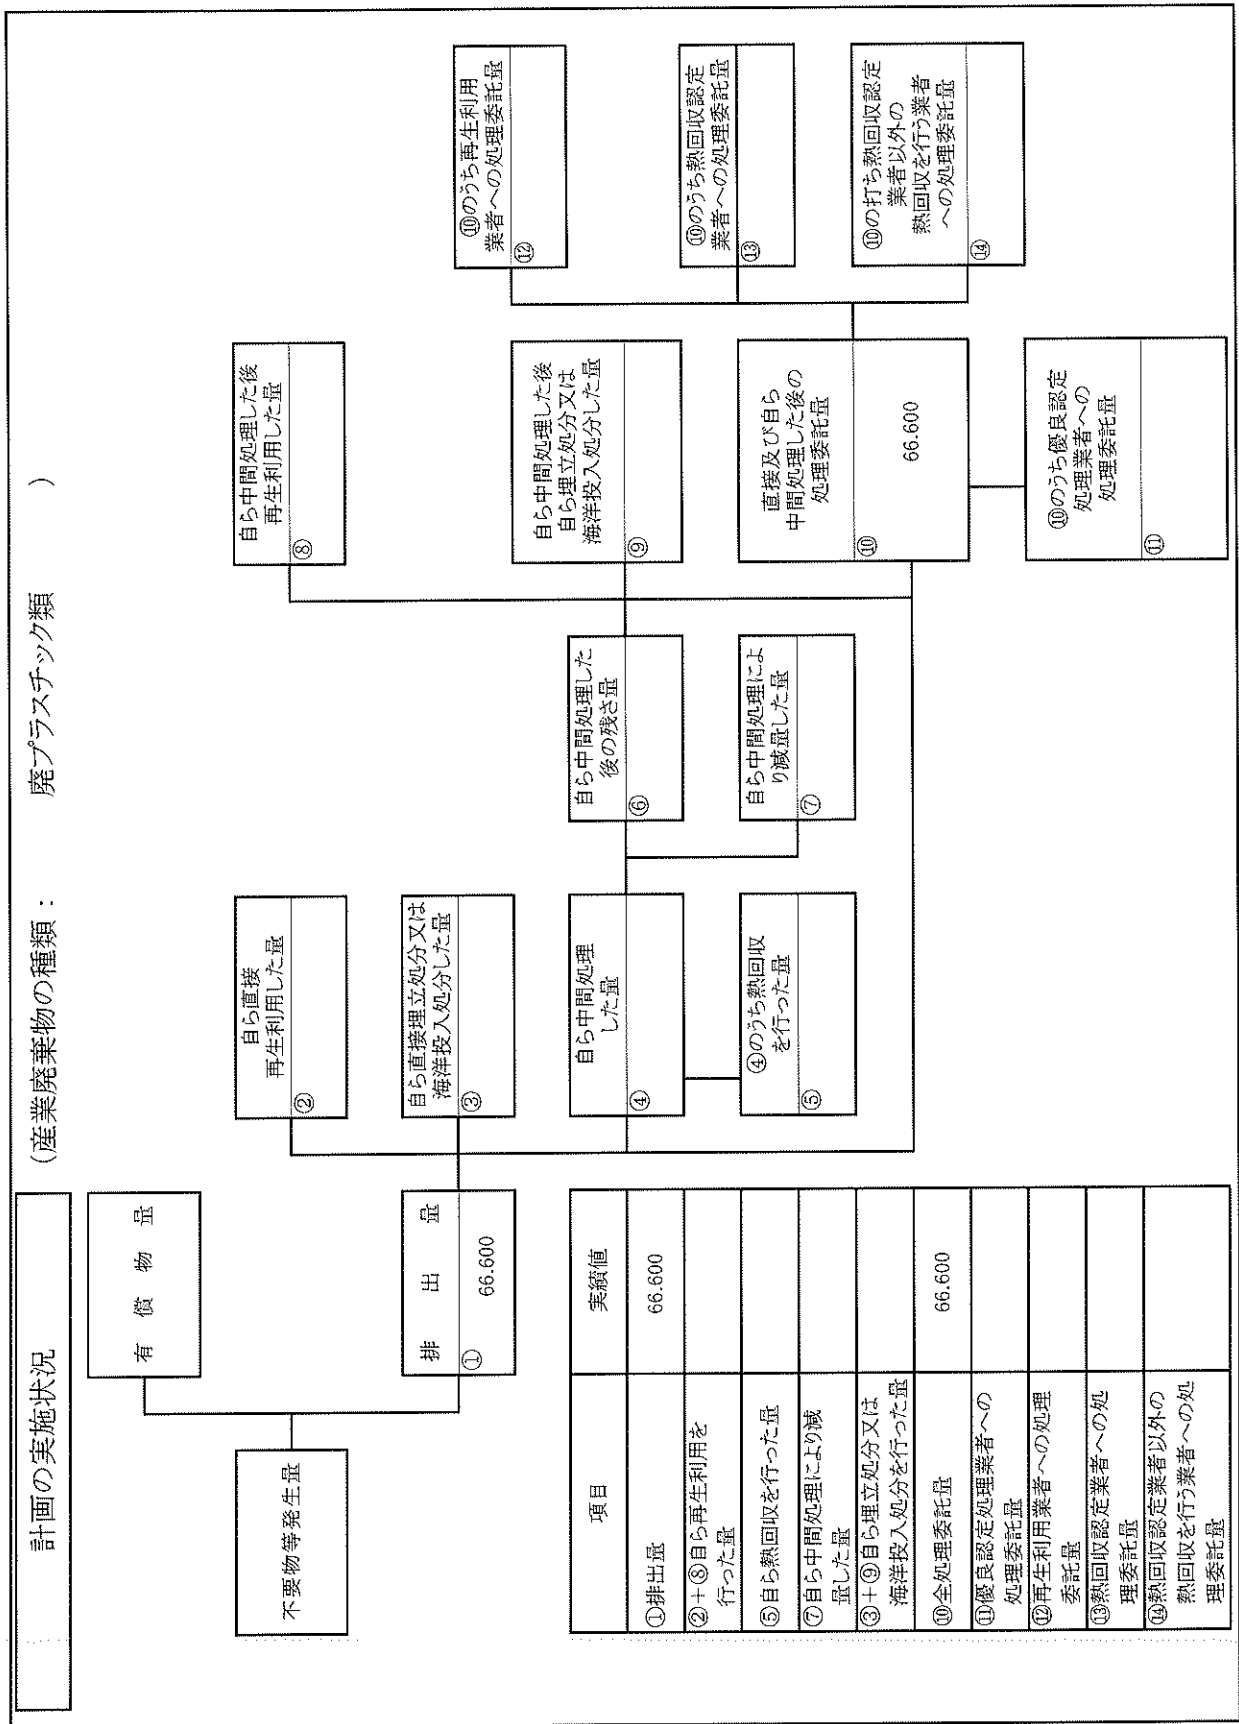 計画の実施状況
(産業廃棄物の種類： 廃プラスチック類 )
不要物等発生量
有償物量
排出量
①
66.600
自ら直接
再生利用した量
②
自ら直接埋立処分又は
海洋投入処分した量
③
自ら中間処理
した量
④
④のうち熱回収
を行った量
⑤
自ら中間処理した
後の残さ量
⑥
自ら中間処理によ
り減量した量
⑦
自ら中間処理した後
再生利用した量
⑧
自ら中間処理した後
自ら埋立処分又は
海洋投入処分した量
⑨
直接及び自ら
中間処理した後の
処理委託量
⑩
66.600
⑩のうち優良認定
処理業者への
処理委託量
⑪
⑩のうち再生利用
業者への処理委託量
⑫
⑩のうち熱回収認定
業者への処理委託量
⑬
⑩の打ち熱回収認定
業者以外の
熱回収を行う業者
への処理委託量
⑭
項目 実績値
①排出量 66.600
②+⑧自ら再生利用を
行った量
⑤自ら熱回収を行った量
⑦自ら中間処理により減
量した量
③+⑨自ら埋立処分又は
海洋投入処分を行った量
⑩全処理委託量 66.600
⑪優良認定処理業者への
処理委託量
⑫再生利用業者への処理
委託量
⑬熱回収認定業者への処
理委託量
⑭熱回収認定業者以外の
熱回収を行う業者への処
理委託量